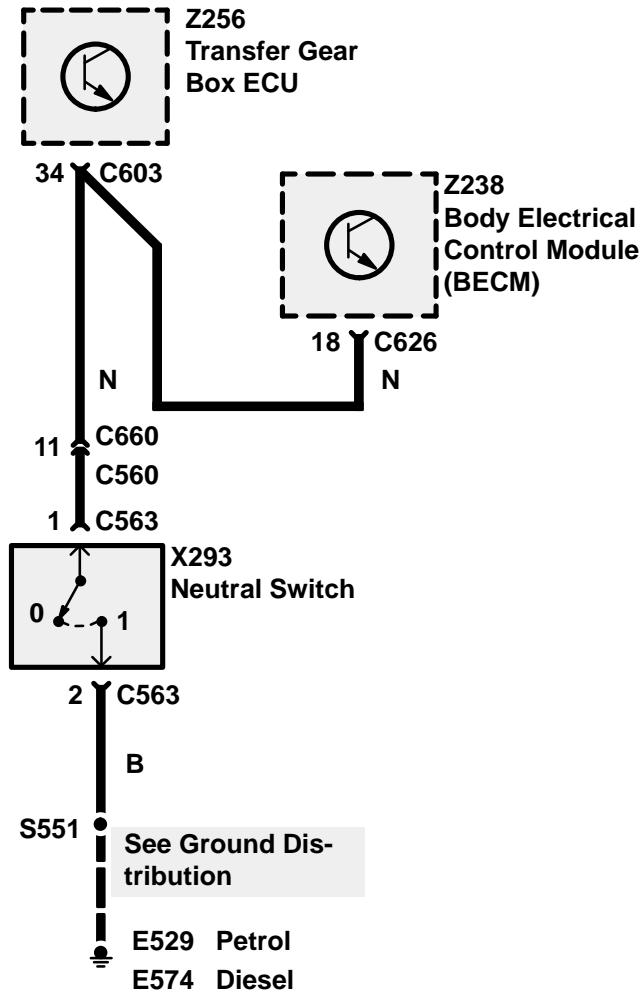 Z256
Transfer Gear
Box ECU
34 C603
Z238
Body Electrical
Control Module
(BECM)
18 C626
N
N
11 C660
C560
1 C563
X293
Neutral Switch
0 1
2 C563
B
S551
See Ground Dis-
tribution
E529 Petrol
E574 Diesel